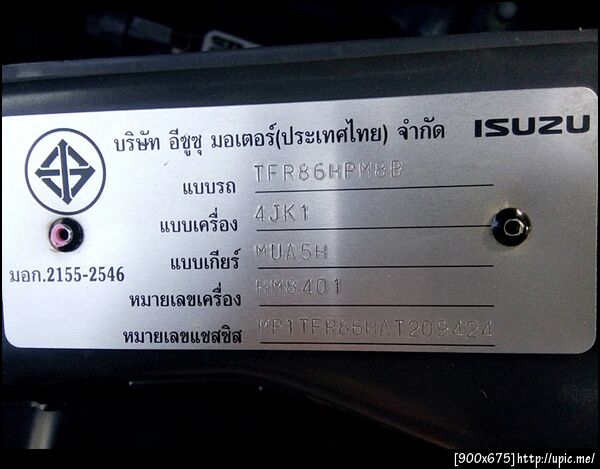 บริษัท อีซูซุ มอเตอร์(ประเทศไทย) จำกัด ISUZU
แบบรถ TFR86HPM8B
แบบเครื่อง 4JK1
แบบเกียร์ MUA5H
มอก.2155-2546
หมายเลขเครื่อง HM8401
หมายเลขแชสซิส MP1TFR86HAT209424
[900x675]http://upic.me/